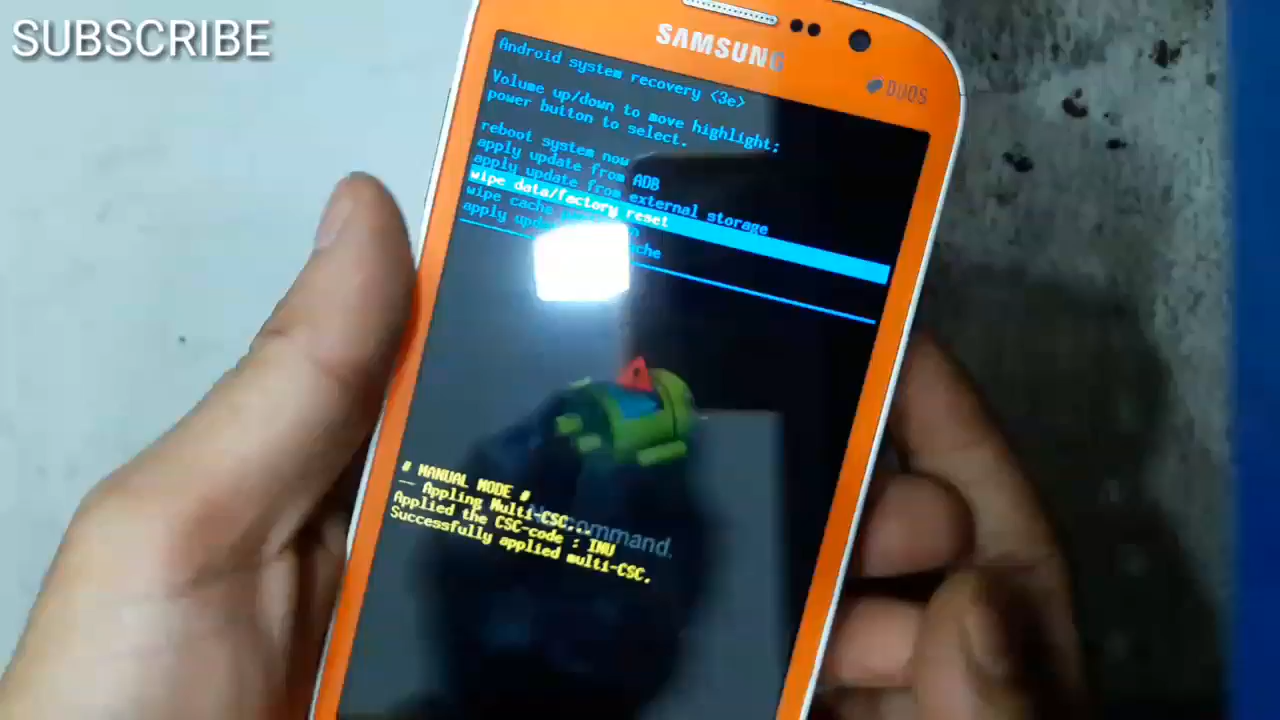 SUBSCRIBE
SAMSUNG
DUOS
Android system recovery <3e>
Volume up/down to move highlight;
power button to select.
reboot system now
apply update from ADB
apply update from external storage
wipe data/factory reset
wipe cache
apply
# MANUAL MODE #
-- Appling Multi-CSC...
Applied the CSC-code : INU
Successfully applied multi-CSC.
command.